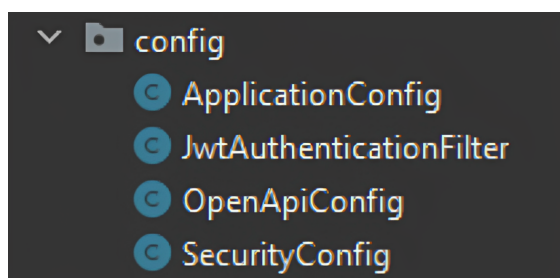 config
C ApplicationConfig
C JwtAuthenticationFilter
C OpenApiConfig
C SecurityConfig